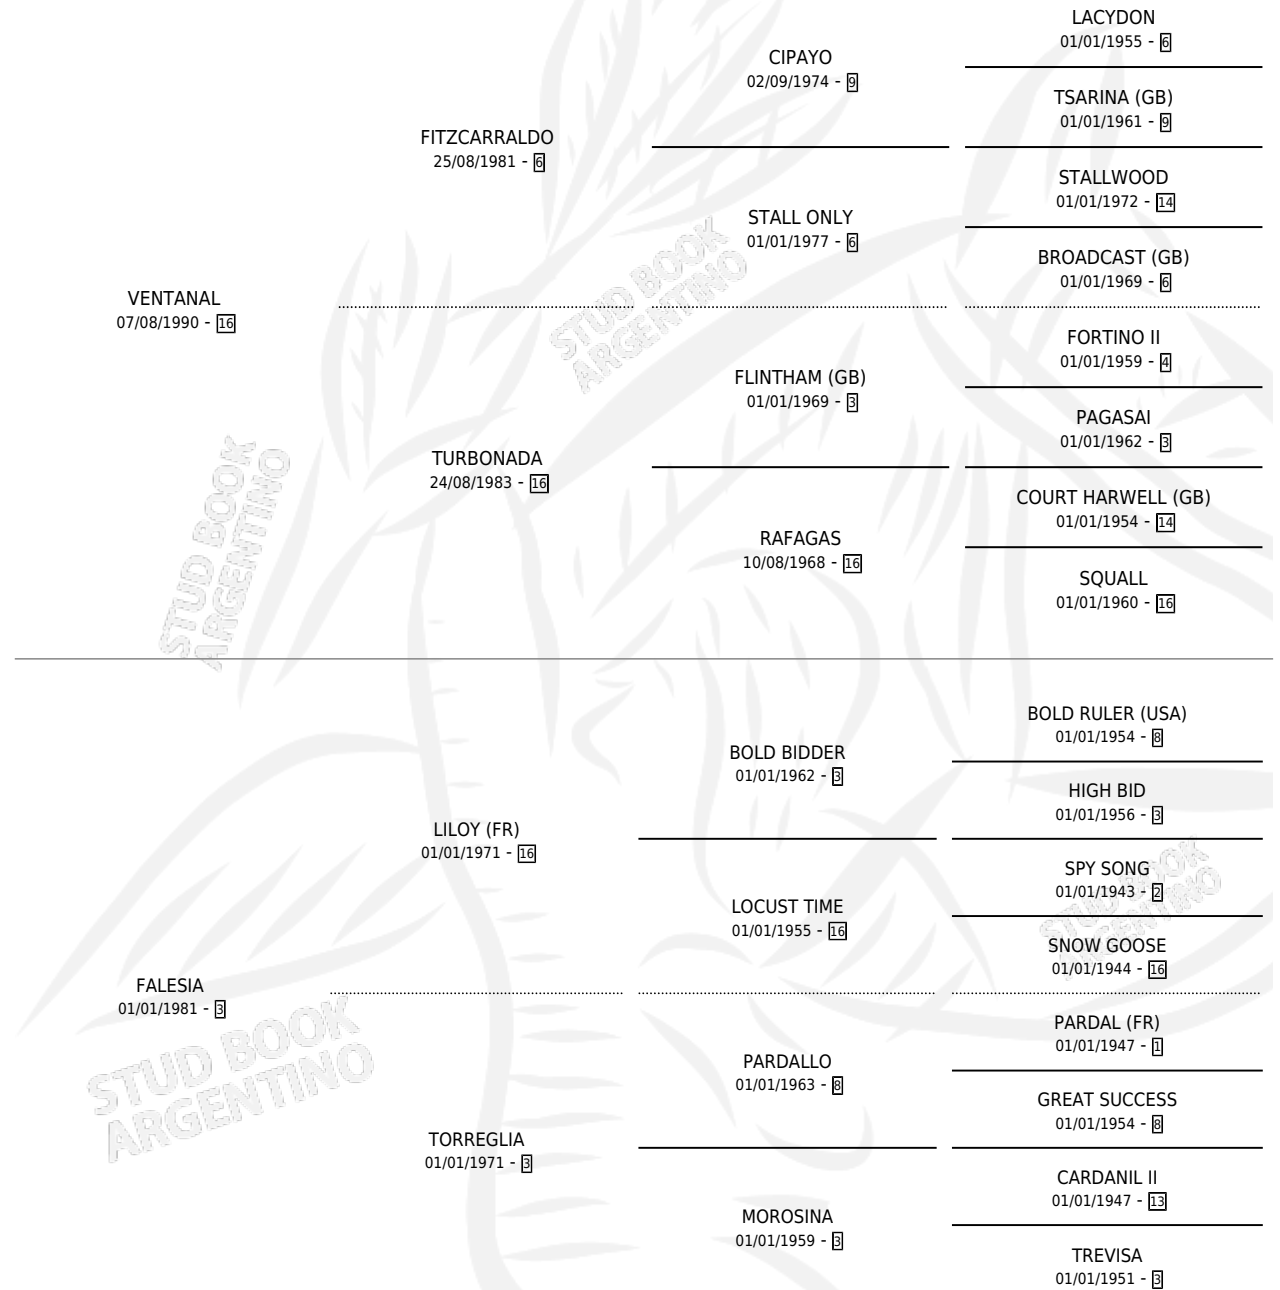 LACYDON
01/01/1955 - 6
CIPAYO
02/09/1974 - 9
TSARINA (GB)
01/01/1961 - 9
FITZCARRALDO
25/08/1981 - 6
STALLWOOD
01/01/1972 - 14
STALL ONLY
01/01/1977 - 6
BROADCAST (GB)
01/01/1969 - 6
VENTANAL
07/08/1990 - 16
FORTINO II
01/01/1959 - 4
FLINTHAM (GB)
01/01/1969 - 3
PAGASAI
01/01/1962 - 3
TURBONADA
24/08/1983 - 16
COURT HARWELL (GB)
01/01/1954 - 14
RAFAGAS
10/08/1968 - 16
SQUALL
01/01/1960 - 16
BOLD RULER (USA)
01/01/1954 - 8
BOLD BIDDER
01/01/1962 - 3
HIGH BID
01/01/1956 - 3
LILOY (FR)
01/01/1971 - 16
SPY SONG
01/01/1943 - 2
LOCUST TIME
01/01/1955 - 16
SNOW GOOSE
01/01/1944 - 16
FALESIA
01/01/1981 - 3
PARDAL (FR)
01/01/1947 - 1
PARDALLO
01/01/1963 - 8
GREAT SUCCESS
01/01/1954 - 8
TORREGLIA
01/01/1971 - 3
CARDANIL II
01/01/1947 - 13
MOROSINA
01/01/1959 - 3
TREVISA
01/01/1951 - 3
STUD BOOK
ARGENTINO
STUD BOOK
ARGENTINO
STUD BOOK
ARGENTINO
STUD BOOK
ARGENTINO